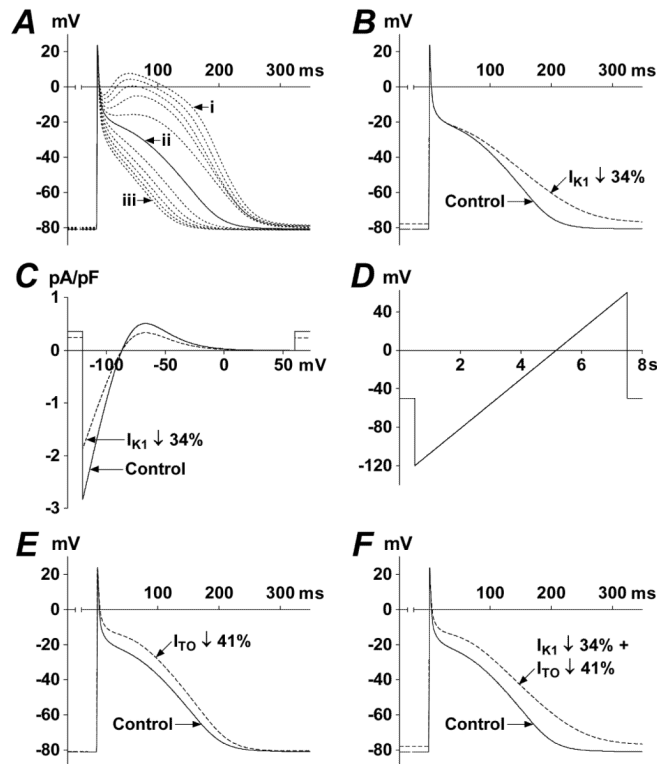 A
mV
20
0
-20
-40
-60
-80
100
200
300 ms
i
ii
iii
B
mV
20
0
-20
-40
-60
-80
100
200
300 ms
IK1 ↓ 34%
Control
C
pA/pF
1
0
-1
-2
-3
-100
-50
0
50
mV
IK1 ↓ 34%
Control
D
mV
40
0
-40
-80
-120
2
4
6
8 s
E
mV
20
0
-20
-40
-60
-80
100
200
300 ms
ITO ↓ 41%
Control
F
mV
20
0
-20
-40
-60
-80
100
200
300 ms
IK1 ↓ 34% +
ITO ↓ 41%
Control